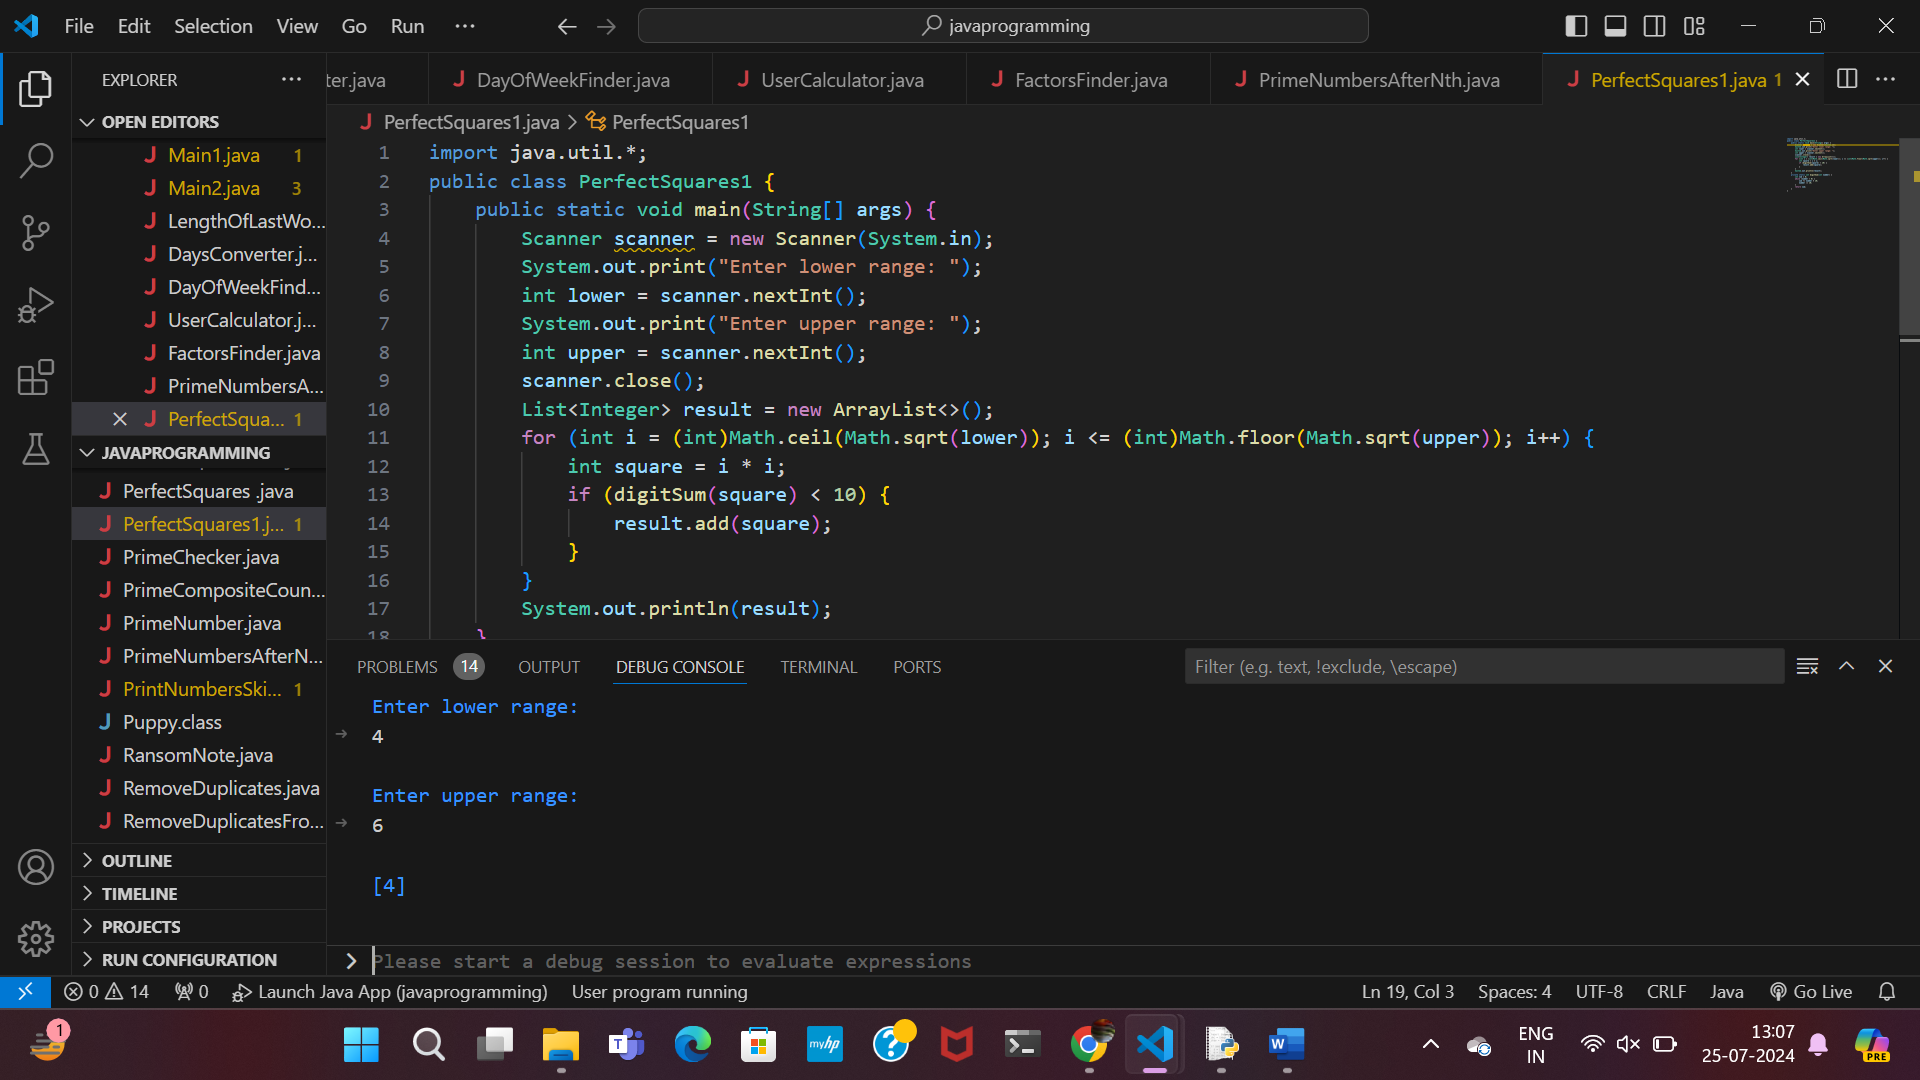 File Edit Selection View Go Run ··· javaprogramming
EXPLORER ···
OPEN EDITORS
Main1.java 1
Main2.java 3
LengthOfLastWo...
DaysConverter.j...
DayOfWeekFind...
UserCalculator.j...
FactorsFinder.java
PrimeNumbersA...
PerfectSqua... 1
JAVAPROGRAMMING
PerfectSquares .java
PerfectSquares1.j... 1
PrimeChecker.java
PrimeCompositeCoun...
PrimeNumber.java
PrimeNumbersAfterN...
PrintNumbersSki... 1
Puppy.class
RansomNote.java
RemoveDuplicates.java
RemoveDuplicatesFro...
OUTLINE
TIMELINE
PROJECTS
RUN CONFIGURATION
ter.java DayOfWeekFinder.java UserCalculator.java FactorsFinder.java PrimeNumbersAfterNth.java PerfectSquares1.java 1
PerfectSquares1.java > PerfectSquares1
1 import java.util.*;
2 public class PerfectSquares1 {
3 public static void main(String[] args) {
4 Scanner scanner = new Scanner(System.in);
5 System.out.print("Enter lower range: ");
6 int lower = scanner.nextInt();
7 System.out.print("Enter upper range: ");
8 int upper = scanner.nextInt();
9 scanner.close();
10 List<Integer> result = new ArrayList<>();
11 for (int i = (int)Math.ceil(Math.sqrt(lower)); i <= (int)Math.floor(Math.sqrt(upper)); i++) {
12 int square = i * i;
13 if (digitSum(square) < 10) {
14 result.add(square);
15 }
16 }
17 System.out.println(result);
18 }
PROBLEMS 14 OUTPUT DEBUG CONSOLE TERMINAL PORTS Filter (e.g. text, !exclude, \escape)
Enter lower range:
4
Enter upper range:
6
[4]
Please start a debug session to evaluate expressions
0 14 0 Launch Java App (javaprogramming) User program running Ln 19, Col 3 Spaces: 4 UTF-8 CRLF Java Go Live
1 myhp ENG 13:07
IN 25-07-2024 PRE